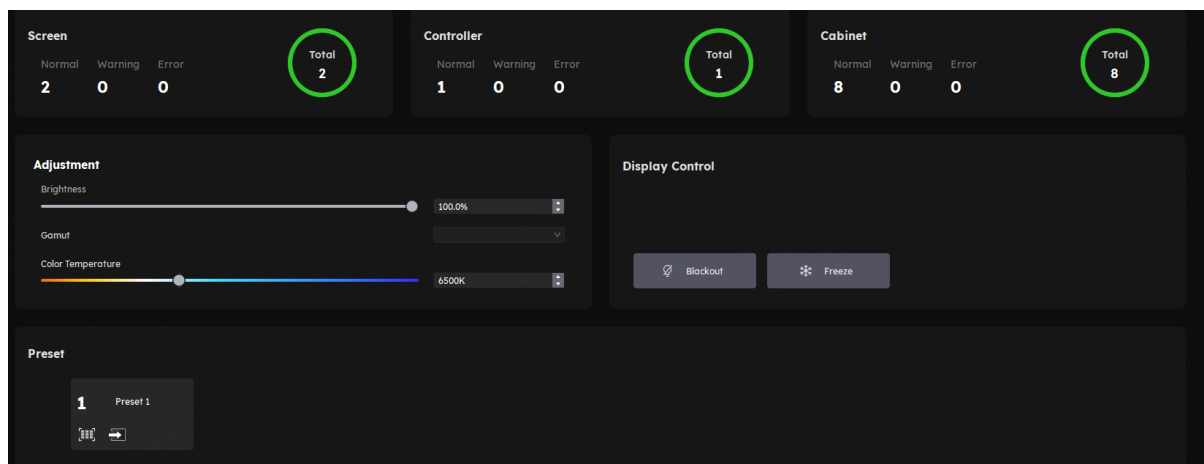 Screen
Normal Warning Error
2 0 0
Total
2
Controller
Normal Warning Error
1 0 0
Total
1
Cabinet
Normal Warning Error
8 0 0
Total
8
Adjustment
Brightness
100.0%
Gamut
Color Temperature
6500K
Display Control
Blackout
Freeze
Preset
1 Preset 1